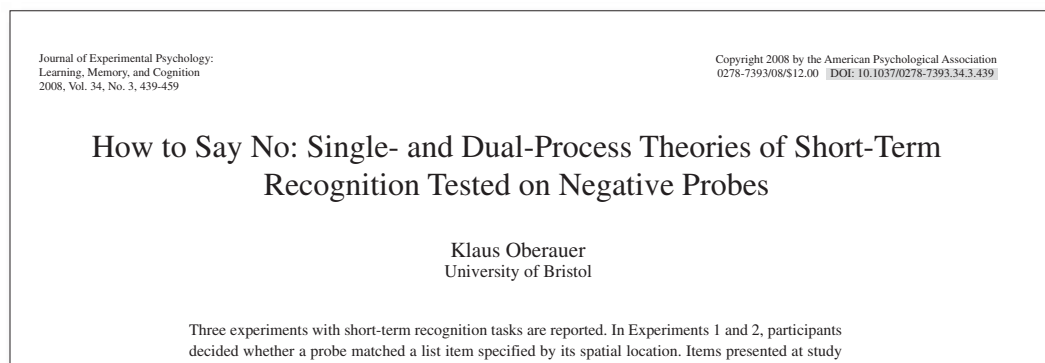 Journal of Experimental Psychology:
Learning, Memory, and Cognition
2008, Vol. 34, No. 3, 439-459
Copyright 2008 by the American Psychological Association
0278-7393/08/$12.00 DOI: 10.1037/0278-7393.34.3.439
How to Say No: Single- and Dual-Process Theories of Short-Term
Recognition Tested on Negative Probes
Klaus Oberauer
University of Bristol
Three experiments with short-term recognition tasks are reported. In Experiments 1 and 2, participants
decided whether a probe matched a list item specified by its spatial location. Items presented at study